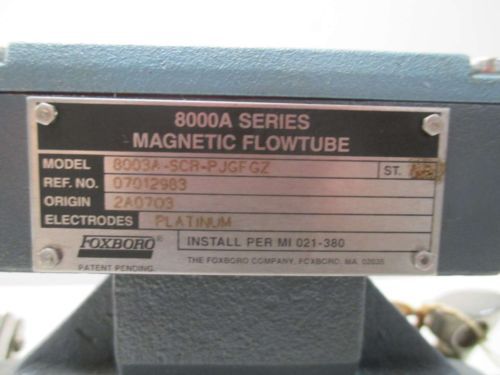 8000A SERIES
MAGNETIC FLOWTUBE
MODEL 8003A-SCR-PJGFGZ ST.
REF. NO. 07012983
ORIGIN 2A0703
ELECTRODES PLATINUM
FOXBORO® INSTALL PER MI 021-380
PATENT PENDING THE FOXBORO COMPANY, FOXBORO, MA. 02035